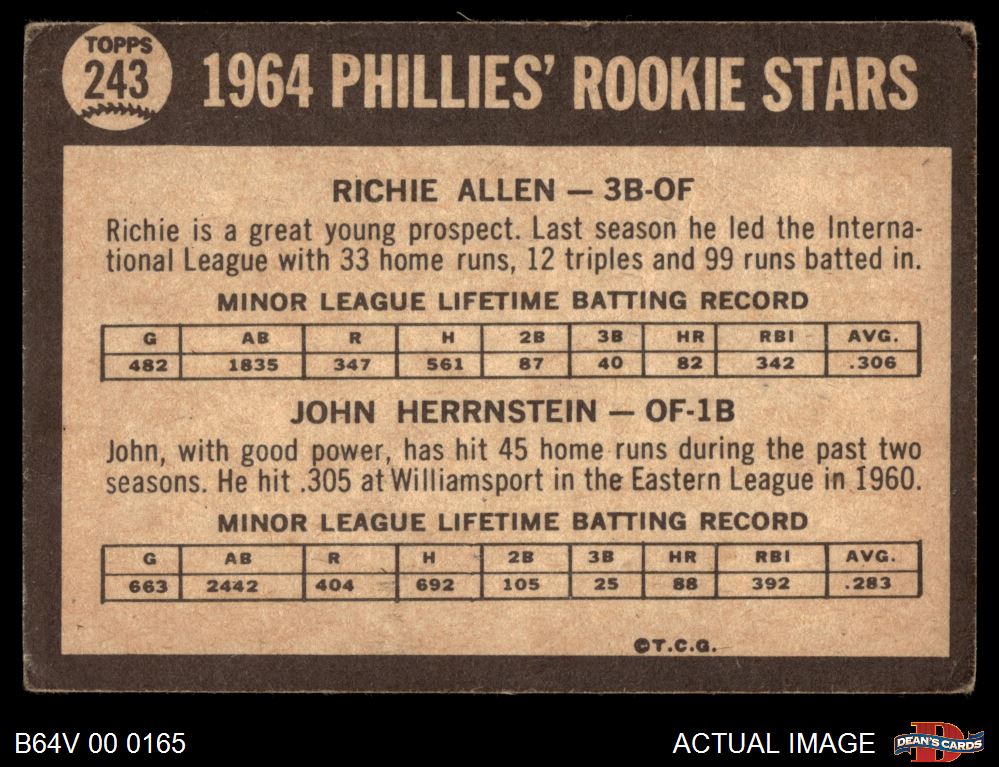 TOPPS
243
1964 PHILLIES' ROOKIE STARS
RICHIE ALLEN — 3B-OF
Richie is a great young prospect. Last season he led the Interna-
tional League with 33 home runs, 12 triples and 99 runs batted in.
MINOR LEAGUE LIFETIME BATTING RECORD
G AB R H 2B 3B HR RBI AVG.
482 1835 347 561 87 40 82 342 .306
JOHN HERRNSTEIN — OF-1B
John, with good power, has hit 45 home runs during the past two
seasons. He hit .305 at Williamsport in the Eastern League in 1960.
MINOR LEAGUE LIFETIME BATTING RECORD
G AB R H 2B 3B HR RBI AVG.
663 2442 404 692 105 25 88 392 .283
©T.C.G.
B64V 00 0165
ACTUAL IMAGE
D
DEAN'S CARDS